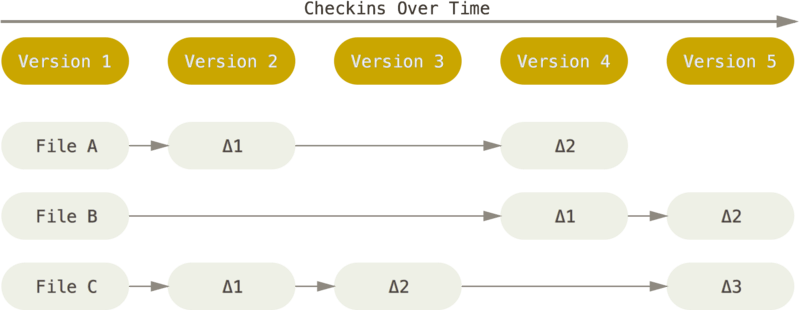 Checkins Over Time
Version 1 Version 2 Version 3 Version 4 Version 5
File A Δ1 Δ2
File B Δ1 Δ2
File C Δ1 Δ2 Δ3